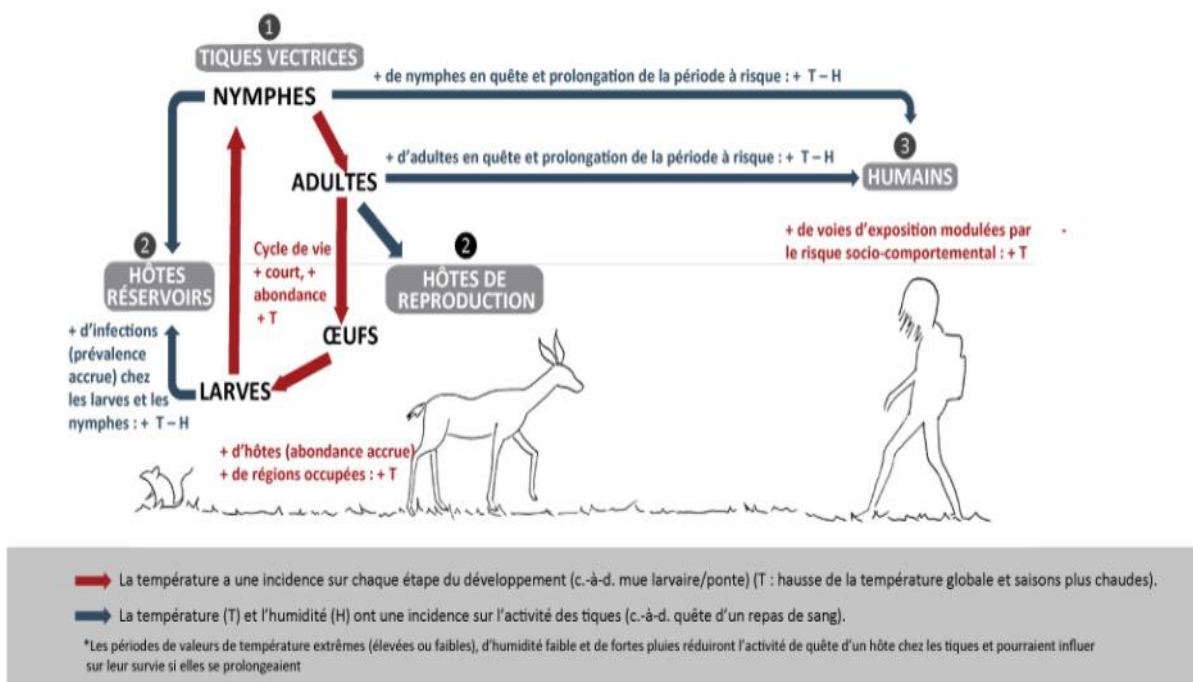 1
TIQUES VECTRICES
+ de nymphes en quête et prolongation de la période à risque : + T – H
NYMPHES
3
+ d'adultes en quête et prolongation de la période à risque : + T – H
ADULTES
HUMAINS
+ de voies d'exposition modulées par -
le risque socio-comportemental : + T
2
HÔTES
RÉSERVOIRS
Cycle de vie
+ court, +
abondance
+ T
2
HÔTES DE
REPRODUCTION
+ d'infections
(prévalence
accrue) chez
les larves et les
nymphes : + T – H
ŒUFS
LARVES
+ d'hôtes (abondance accrue)
+ de régions occupées : + T
La température a une incidence sur chaque étape du développement (c.-à-d. mue larvaire/ponte) (T : hausse de la température globale et saisons plus chaudes).
La température (T) et l'humidité (H) ont une incidence sur l'activité des tiques (c.-à-d. quête d'un repas de sang).
*Les périodes de valeurs de température extrêmes (élevées ou faibles), d'humidité faible et de fortes pluies réduiront l'activité de quête d'un hôte chez les tiques et pourraient influer
sur leur survie si elles se prolongeaient